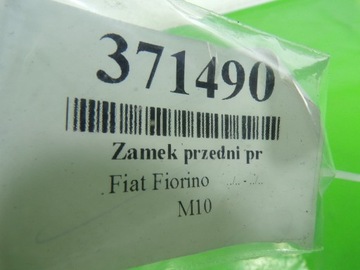 371490
Zamek przedni pr
Fiat Fiorino
M10